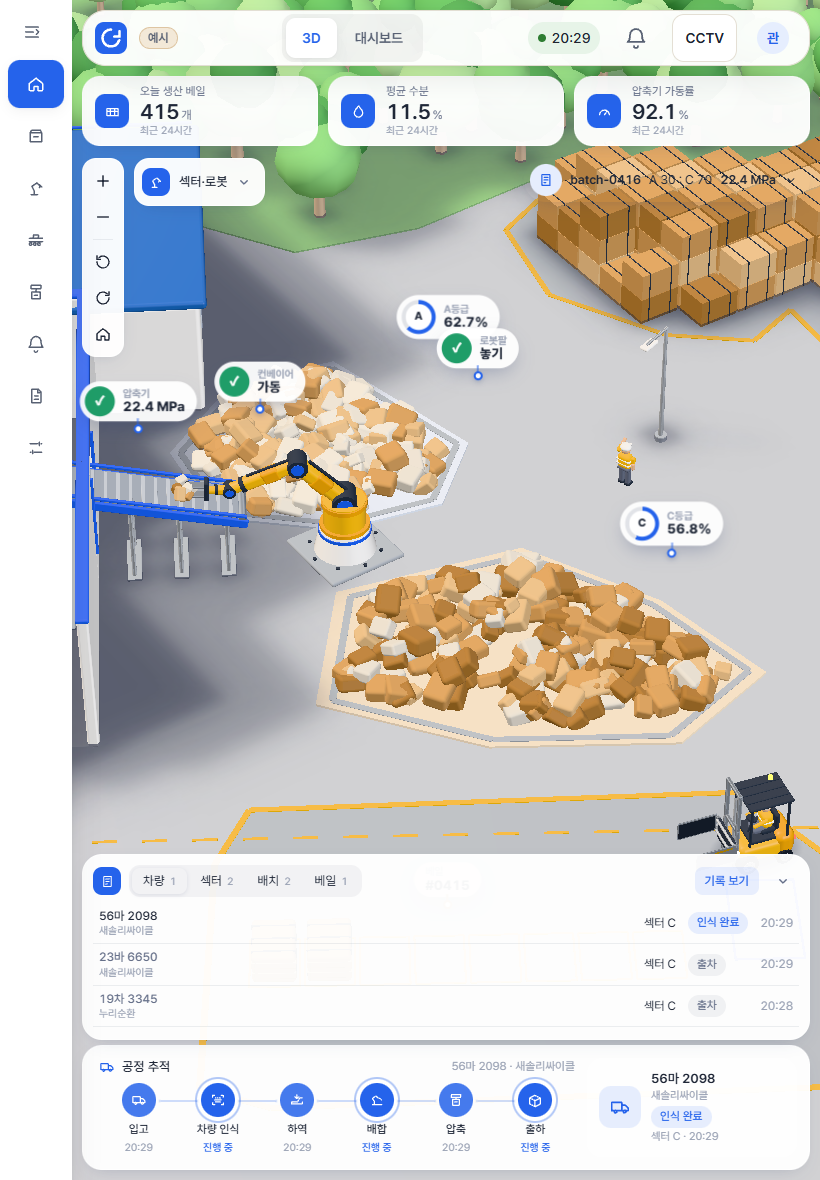 예시
3D
대시보드
20:29
CCTV
관
오늘 생산 베일
415개
최근 24시간
평균 수분
11.5%
최근 24시간
압축기 가동률
92.1%
최근 24시간
섹터·로봇
batch-0416 A 30 : C 70 22.4 MPa
A
A등급
62.7%
로봇팔
놓기
컨베이어
가동
압축기
22.4 MPa
C
C등급
56.8%
차량 1
섹터 2
배치 2
베일 1
#0415
기록 보기
56마 2098
새솔리싸이클
섹터 C
인식 완료
20:29
23바 6650
새솔리싸이클
섹터 C
출차
20:29
19차 3345
누리순환
섹터 C
출차
20:28
공정 추적
56마 2098 · 새솔리싸이클
입고
20:29
차량 인식
진행 중
하역
20:29
배합
진행 중
압축
20:29
출하
진행 중
56마 2098
새솔리싸이클
인식 완료
섹터 C · 20:29